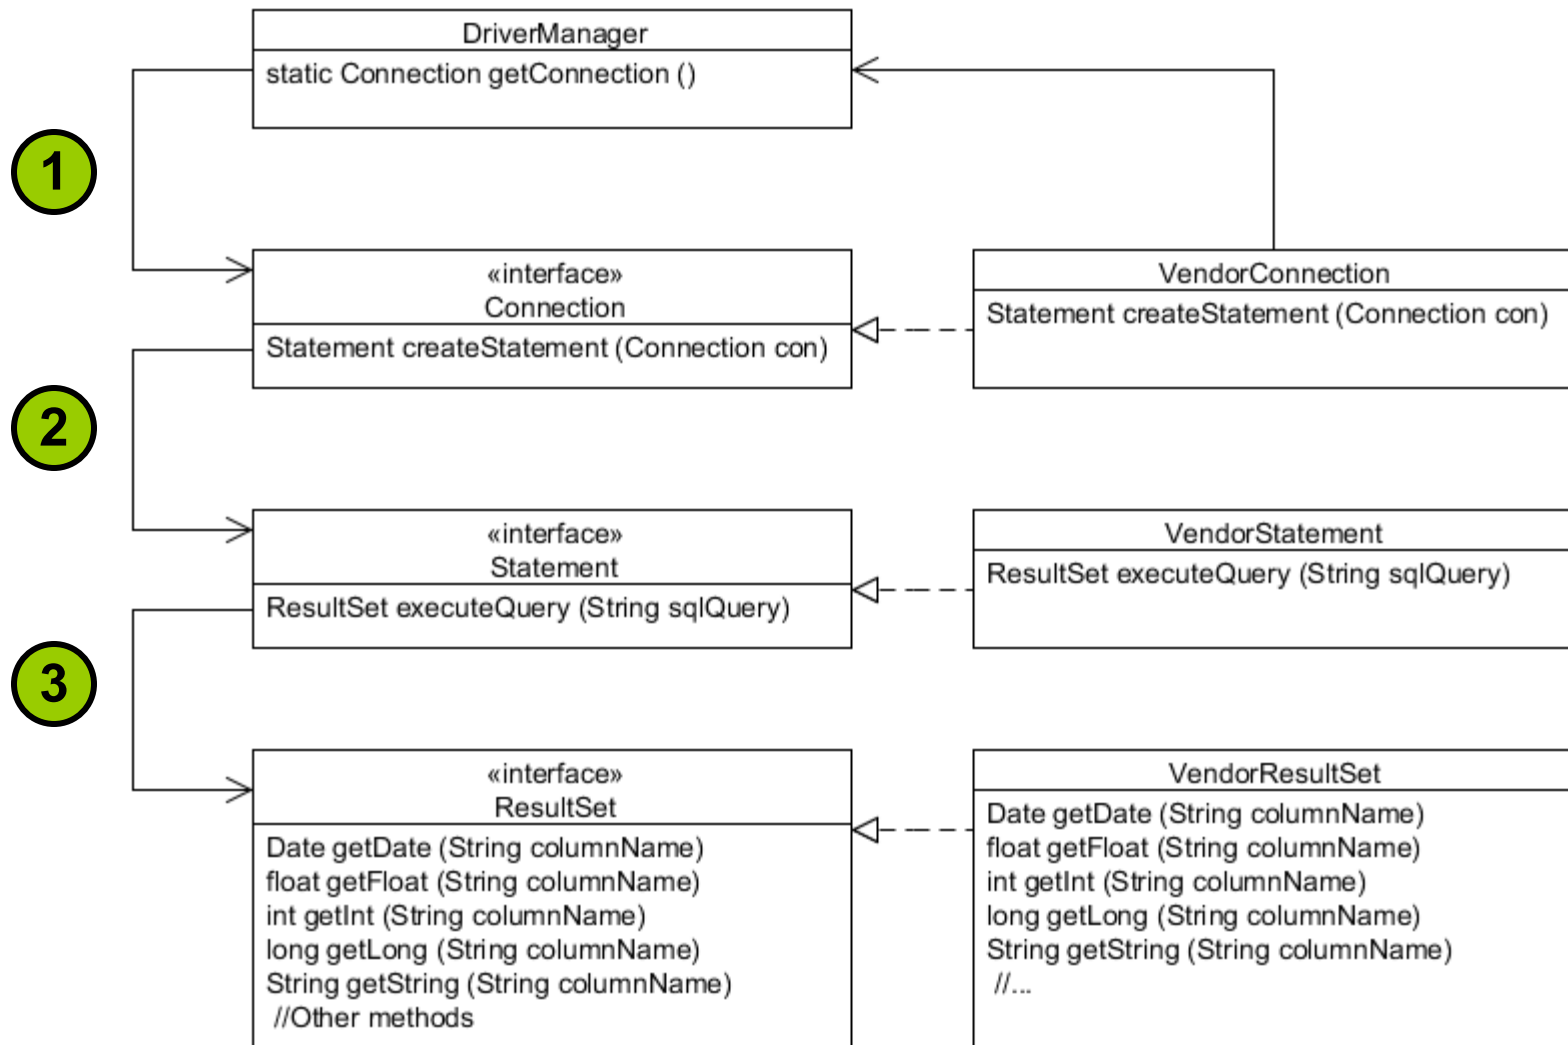 DriverManager
static Connection getConnection ()
1
«interface»
Connection
Statement createStatement (Connection con)
VendorConnection
Statement createStatement (Connection con)
2
«interface»
Statement
ResultSet executeQuery (String sqlQuery)
VendorStatement
ResultSet executeQuery (String sqlQuery)
3
«interface»
ResultSet
Date getDate (String columnName)
float getFloat (String columnName)
int getInt (String columnName)
long getLong (String columnName)
String getString (String columnName)
//Other methods
VendorResultSet
Date getDate (String columnName)
float getFloat (String columnName)
int getInt (String columnName)
long getLong (String columnName)
String getString (String columnName)
//...